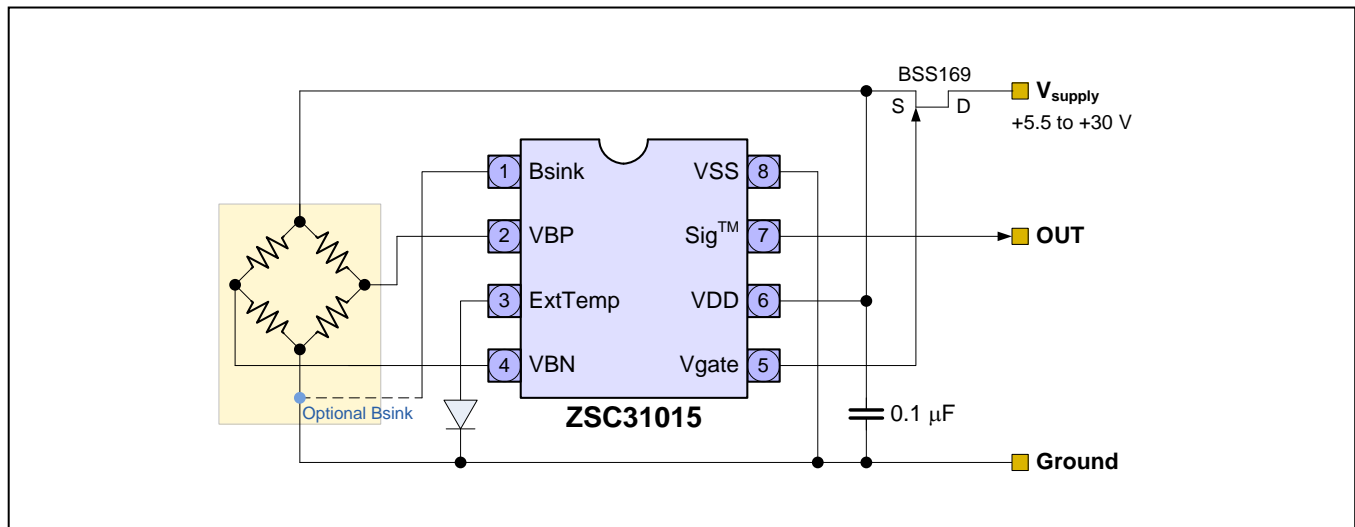 BSS169
S
D
Vsupply
+5.5 to +30 V
1
Bsink
VSS
8
2
VBP
Sig™
7
OUT
3
ExtTemp
VDD
6
4
VBN
Vgate
5
Optional Bsink
ZSC31015
0.1 μF
Ground